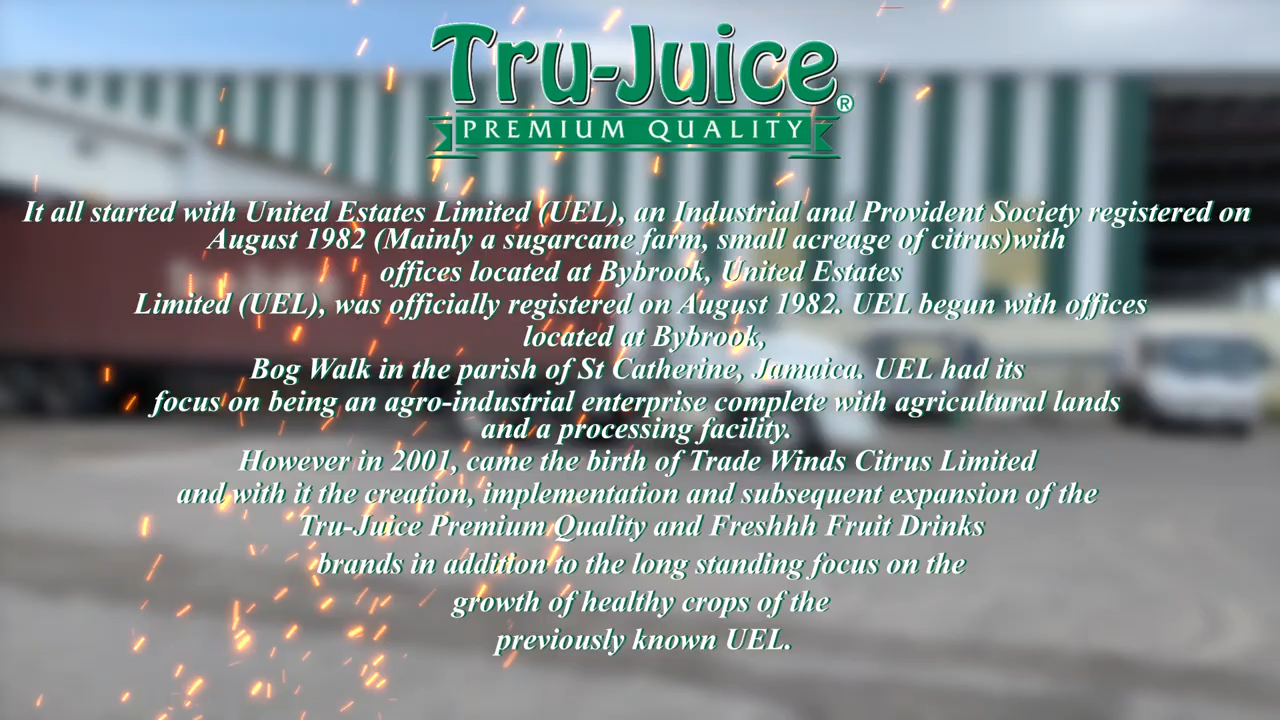 Tru-Juice®
PREMIUM QUALITY
It all started with United Estates Limited (UEL), an Industrial and Provident Society registered on
August 1982 (Mainly a sugarcane farm, small acreage of citrus)with
offices located at Bybrook, United Estates
Limited (UEL), was officially registered on August 1982. UEL begun with offices
located at Bybrook,
Bog Walk in the parish of St Catherine, Jamaica. UEL had its
focus on being an agro-industrial enterprise complete with agricultural lands
and a processing facility.
However in 2001, came the birth of Trade Winds Citrus Limited
and with it the creation, implementation and subsequent expansion of the
Tru-Juice Premium Quality and Freshhh Fruit Drinks
brands in addition to the long standing focus on the
growth of healthy crops of the
previously known UEL.